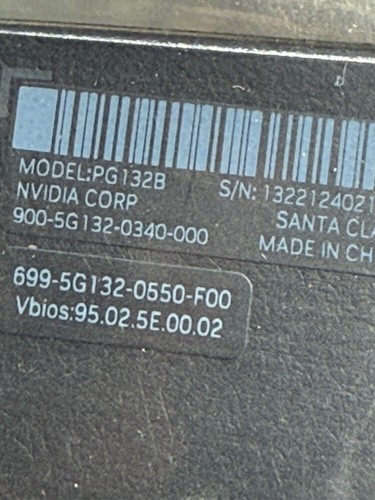 MODEL:PG132B
NVIDIA CORP
900-5G132-0340-000
S/N: 1322124021
SANTA CLA
MADE IN CH
699-5G132-0550-F00
Vbios:95.02.5E.00.02